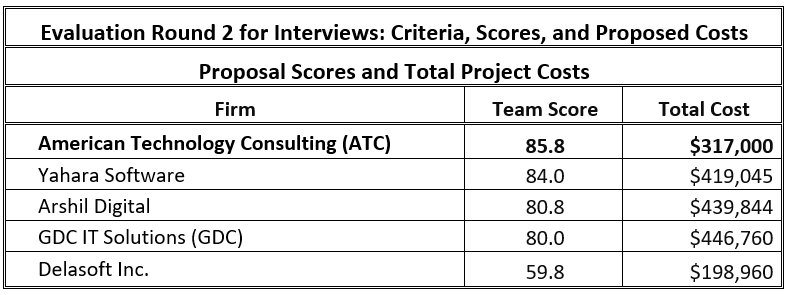 Evaluation Round 2 for Interviews: Criteria, Scores, and Proposed Costs
Proposal Scores and Total Project Costs
Firm Team Score Total Cost
American Technology Consulting (ATC) 85.8 $317,000
Yahara Software 84.0 $419,045
Arshil Digital 80.8 $439,844
GDC IT Solutions (GDC) 80.0 $446,760
Delasoft Inc. 59.8 $198,960